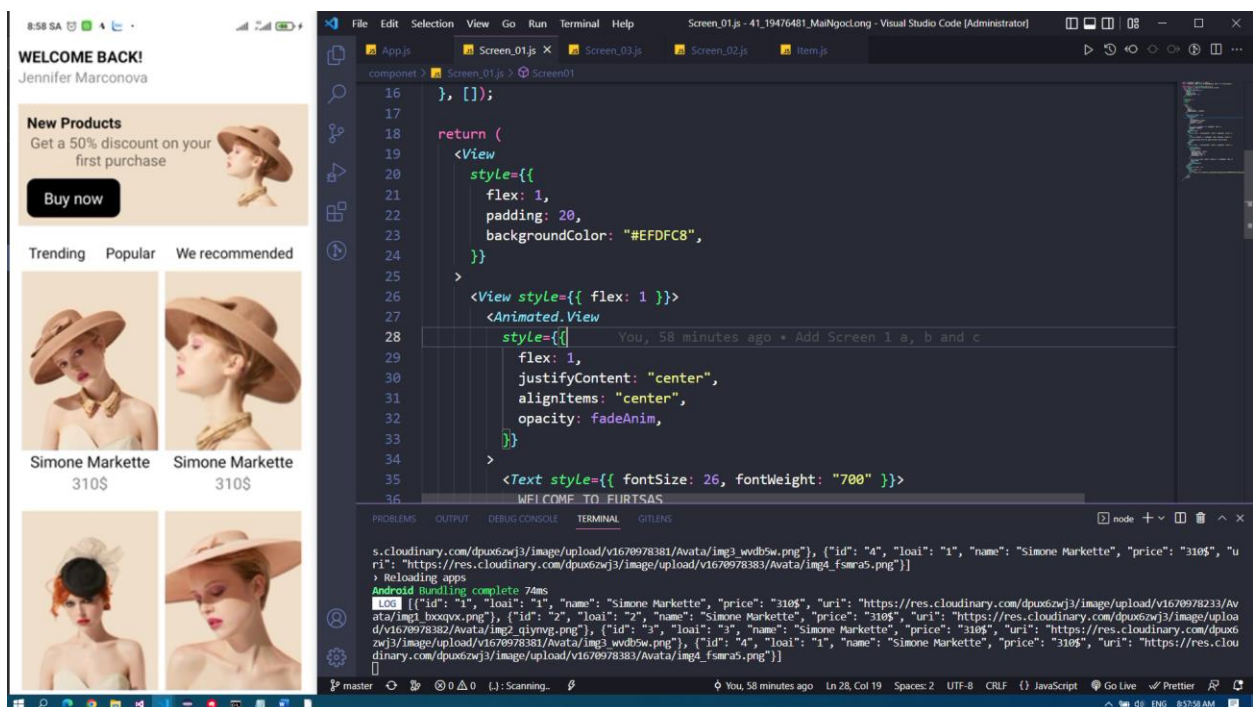 8:58 SA
WELCOME BACK!
Jennifer Marconova
New Products
Get a 50% discount on your
first purchase
Buy now
Trending Popular We recommended
Simone Markette Simone Markette
310$ 310$
File Edit Selection View Go Run Terminal Help Screen_01.js - 41_19476481_MaiNgocLong - Visual Studio Code [Administrator]
App.js Screen_01.js Screen_03.js Screen_02.js Item.js
componet > Screen_01.js > Screen01
16 }, []);
17
18 return (
19 <View
20 style={{
21 flex: 1,
22 padding: 20,
23 backgroundColor: "#EFDFC8",
24 }}
25 >
26 <View style={{ flex: 1 }}>
27 <Animated.View
28 style={{ You, 58 minutes ago • Add Screen 1 a, b and c
29 flex: 1,
30 justifyContent: "center",
31 alignItems: "center",
32 opacity: fadeAnim,
33 }}
34 >
35 <Text style={{ fontSize: 26, fontWeight: "700" }}>
36 WELCOME TO FURTSAS
PROBLEMS OUTPUT DEBUG CONSOLE TERMINAL GITLENS
node
s.cloudinary.com/dpux6zwj3/image/upload/v1670978381/Avata/img3_wvdb5w.png"}, {"id": "4", "loai": "1", "name": "Simone Markette", "price": "310$", "u
ri": "https://res.cloudinary.com/dpux6zwj3/image/upload/v1670978383/Avata/img4_fsmra5.png"}]
› Reloading apps
Android Bundling complete 74ms
LOG [{"id": "1", "loai": "1", "name": "Simone Markette", "price": "310$", "uri": "https://res.cloudinary.com/dpux6zwj3/image/upload/v1670978233/Av
ata/img1_bxxqvx.png"}, {"id": "2", "loai": "2", "name": "Simone Markette", "price": "310$", "uri": "https://res.cloudinary.com/dpux6zwj3/image/uploa
d/v1670978382/Avata/img2_qiynvg.png"}, {"id": "3", "loai": "3", "name": "Simone Markette", "price": "310$", "uri": "https://res.cloudinary.com/dpux6
zwj3/image/upload/v1670978381/Avata/img3_wvdb5w.png"}, {"id": "4", "loai": "1", "name": "Simone Markette", "price": "310$", "uri": "https://res.clou
dinary.com/dpux6zwj3/image/upload/v1670978383/Avata/img4_fsmra5.png"}]
master 0 0 {..} : Scanning.. You, 58 minutes ago Ln 28, Col 19 Spaces: 2 UTF-8 CRLF {} JavaScript Go Live Prettier
ENG 8:57:58 AM